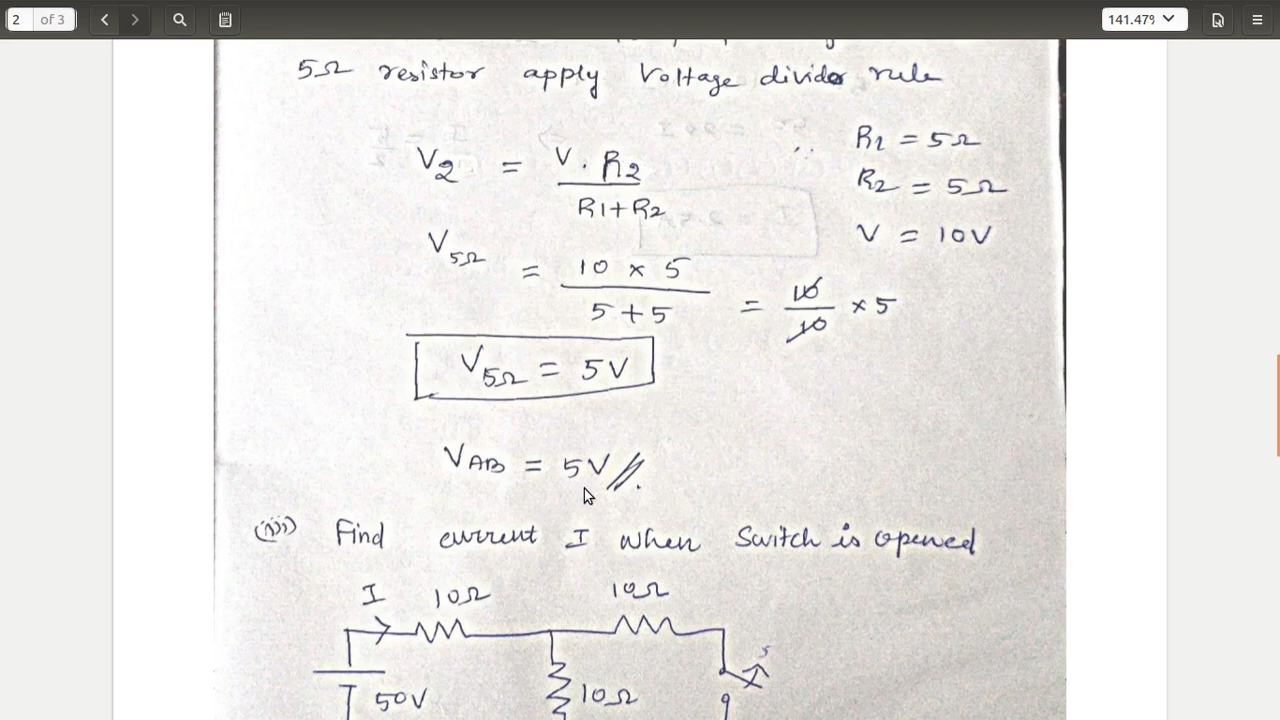 2 of 3
141.47%
5Ω resistor apply Voltage divider rule
V2 = V . R2 / R1+R2
∵ R1 = 5Ω
R2 = 5Ω
V = 10V
V5Ω = 10 x 5 / 5+5 = 10/10 x 5
V5Ω = 5V
VAB = 5V //.
(iii) Find current I when Switch is opened
I 10Ω 10Ω
S
50V 10Ω